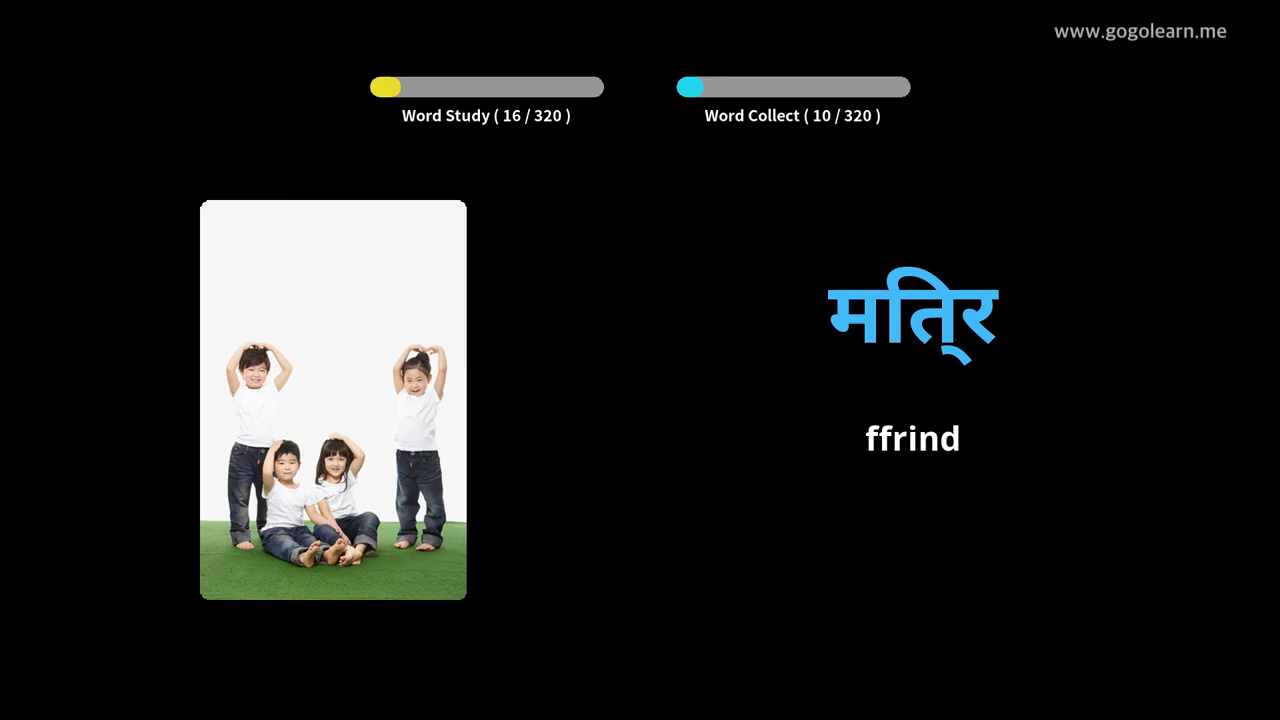 www.gogolearn.me
Word Study ( 16 / 320 )
Word Collect ( 10 / 320 )
मति्र
ffrind